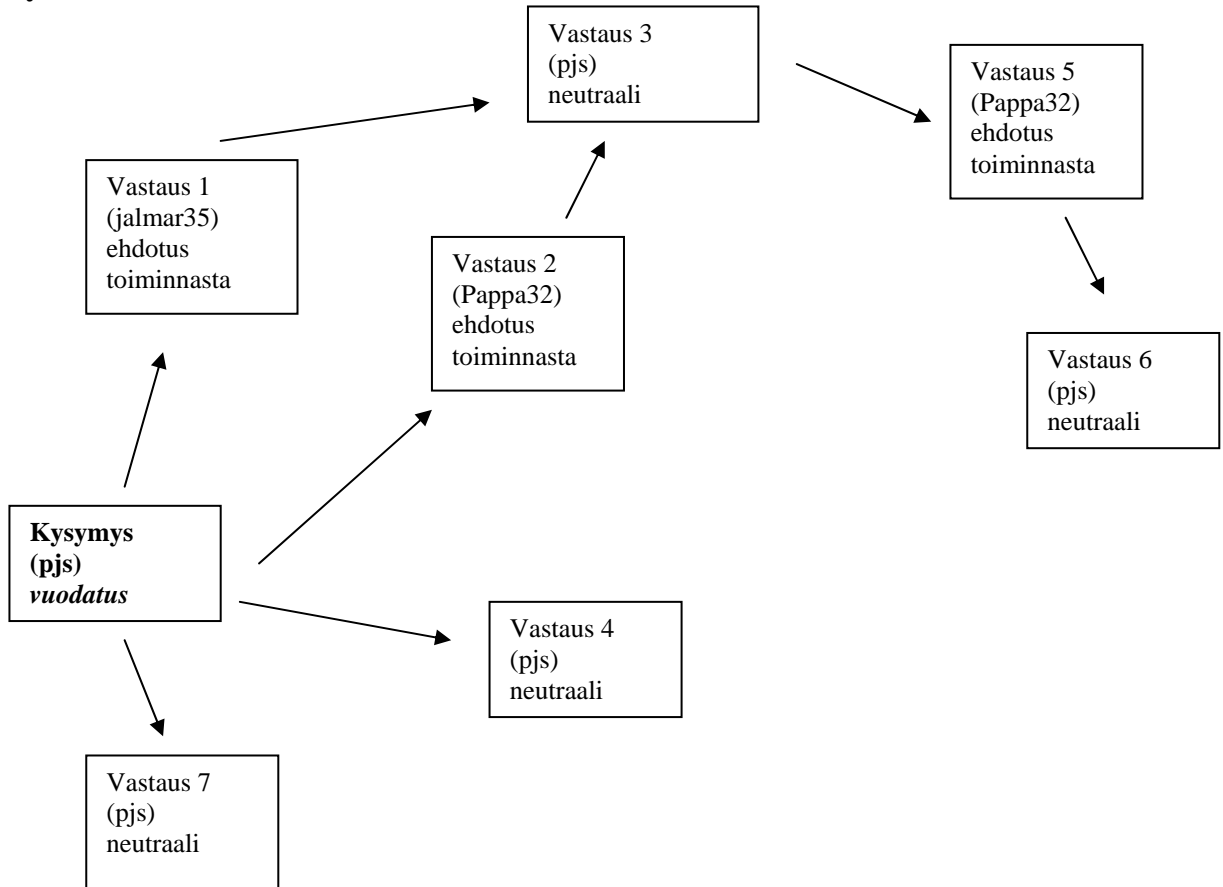 Vastaus 3
(pjs)
neutraali
Vastaus 5
(Pappa32)
ehdotus
toiminnasta
Vastaus 1
(jalmar35)
ehdotus
toiminnasta
Vastaus 2
(Pappa32)
ehdotus
toiminnasta
Vastaus 6
(pjs)
neutraali
Kysymys
(pjs)
vuodatus
Vastaus 4
(pjs)
neutraali
Vastaus 7
(pjs)
neutraali